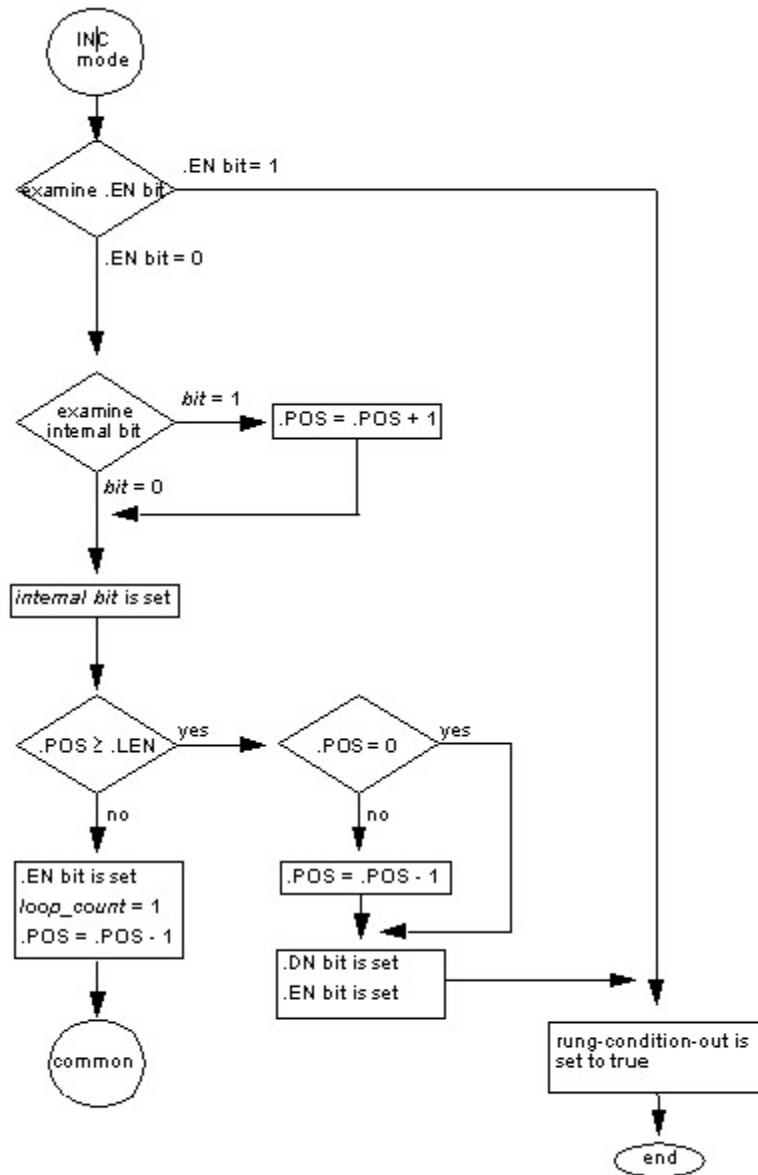 INC
mode
.EN bit = 1
examine .EN bit
.EN bit = 0
bit = 1
examine
internal bit
.POS = .POS + 1
bit = 0
internal bit is set
.POS ≥ .LEN
yes
.POS = 0
yes
no
no
.EN bit is set
loop_count = 1
.POS = .POS - 1
.POS = .POS - 1
.DN bit is set
.EN bit is set
common
rung-condition-out is
set to true
end